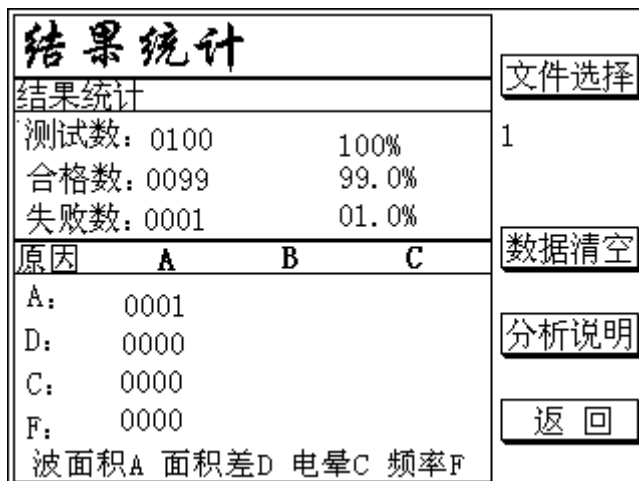 结果统计
结果统计
测试数: 0100 100%
合格数: 0099 99.0%
失败数: 0001 01.0%
原因 A B C
A: 0001
D: 0000
C: 0000
F: 0000
波面积A 面积差D 电晕C 频率F
文件选择
1
数据清空
分析说明
返 回